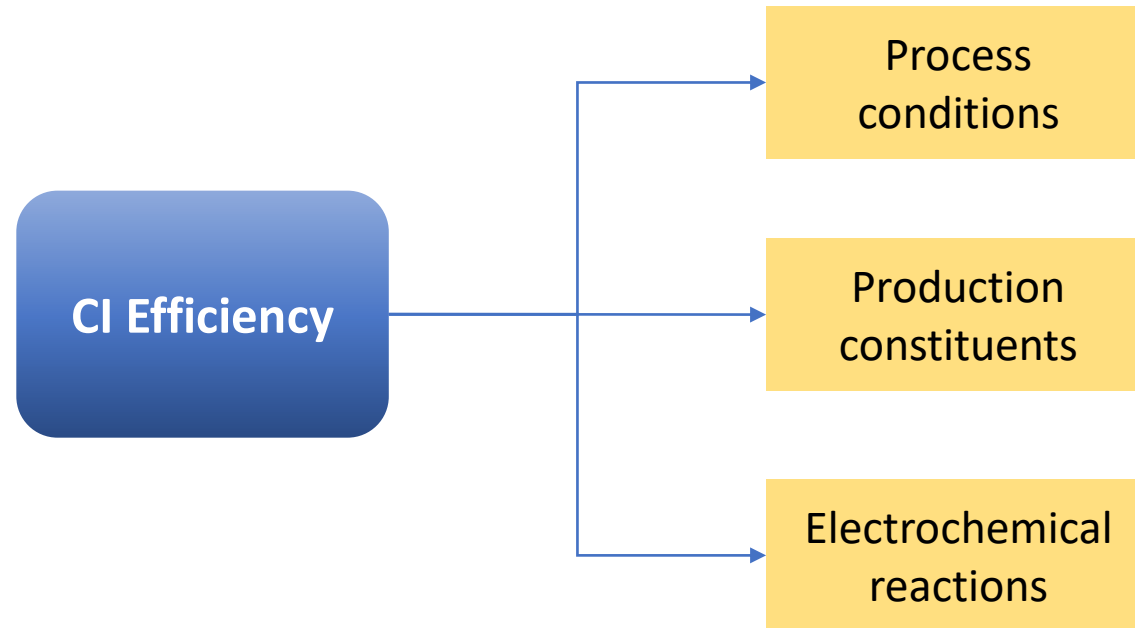 Process
conditions
CI Efficiency
Production
constituents
Electrochemical
reactions